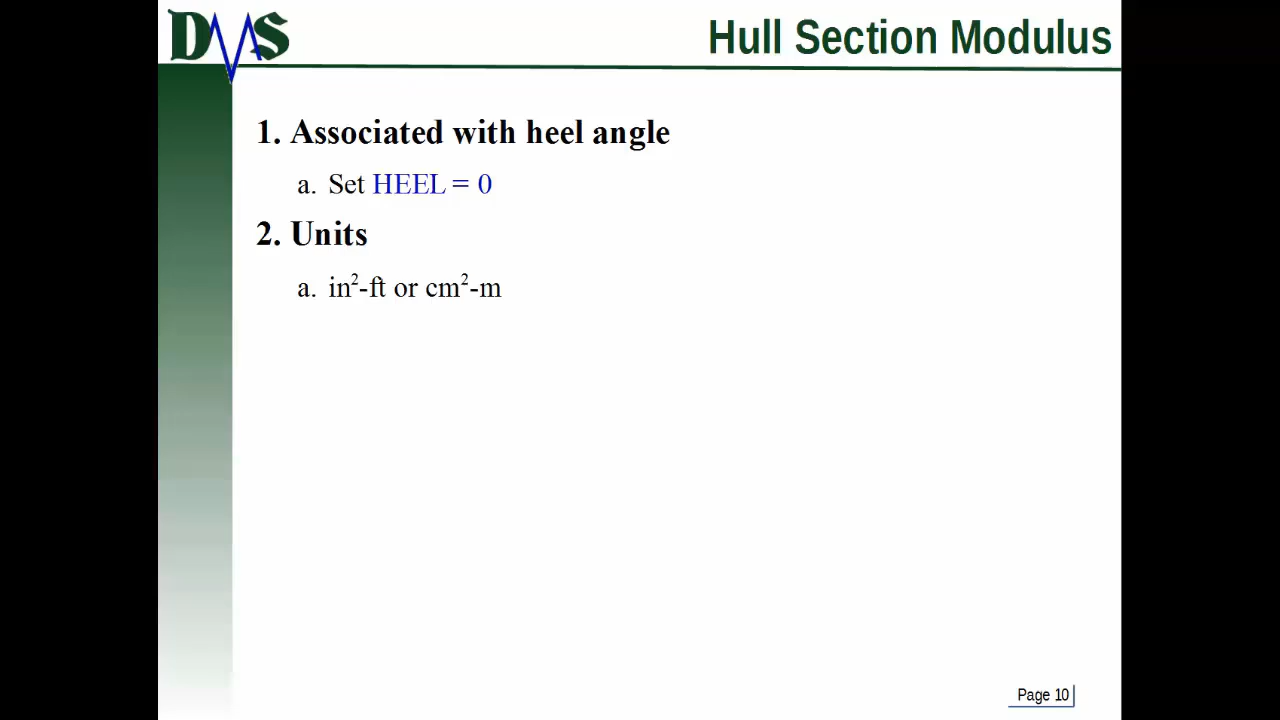 DMS
Hull Section Modulus
1. Associated with heel angle
a. Set HEEL = 0
2. Units
a. in²-ft or cm²-m
Page 10